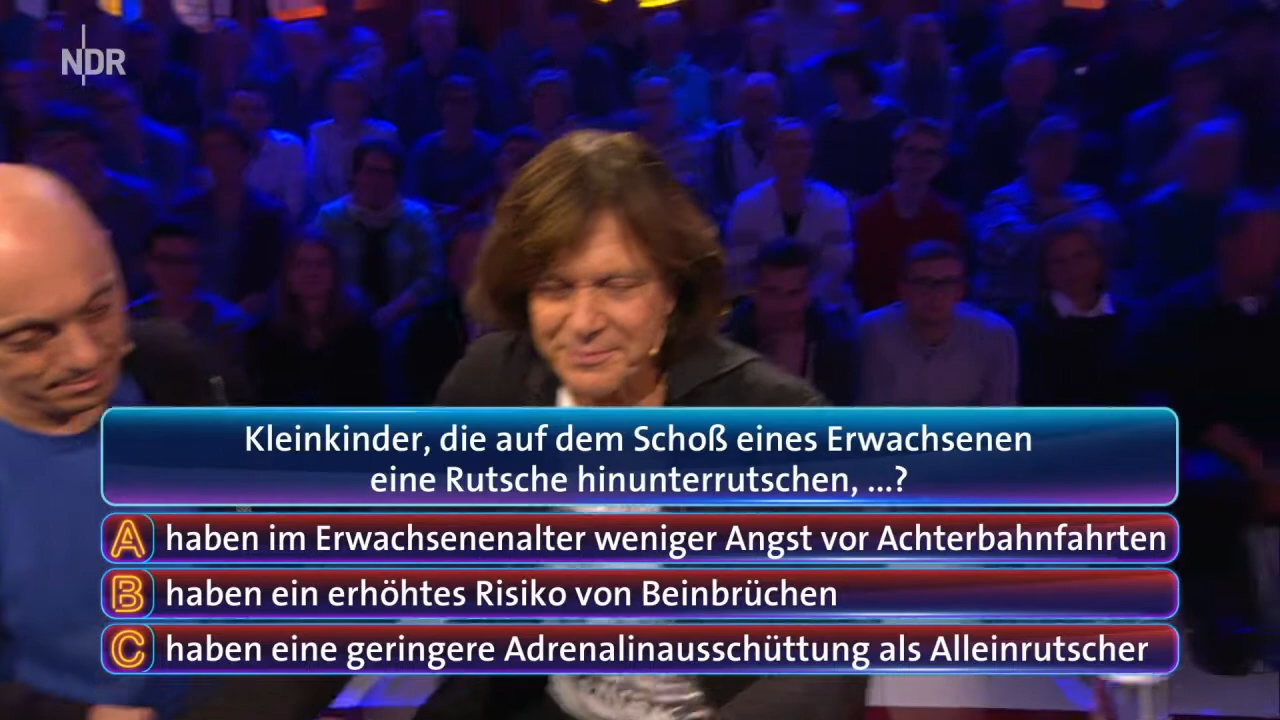 NDR
Kleinkinder, die auf dem Schoß eines Erwachsenen
eine Rutsche hinunterrutschen, ...?
A haben im Erwachsenenalter weniger Angst vor Achterbahnfahrten
B haben ein erhöhtes Risiko von Beinbrüchen
C haben eine geringere Adrenalinausschüttung als Alleinrutscher